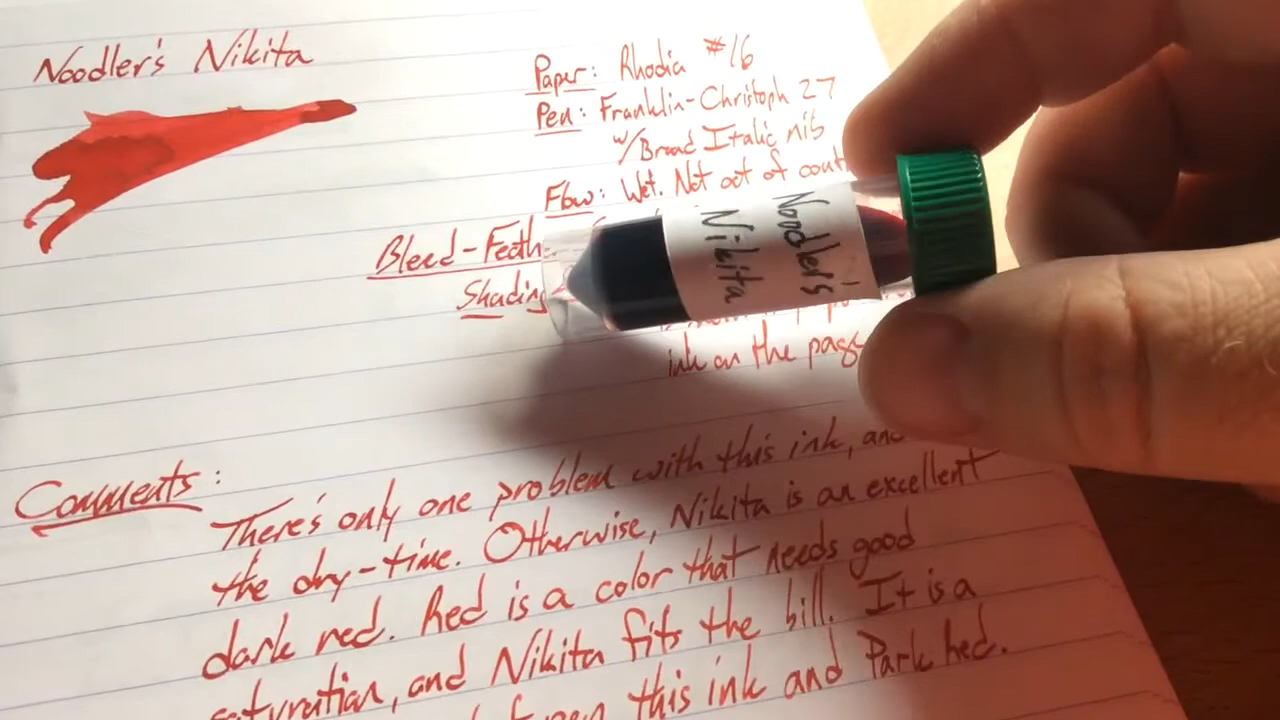 Noodler's Nikita
Paper: Rhodia #16
Pen: Franklin-Christoph 27
w/Broad Italic nib
Flow: Wet. Not out of cont
Bleed-Feath
Shading
ink on the page
Noodler's
Nikita
Comments:
There's only one problem with this ink, and
the dry-time. Otherwise, Nikita is an excellent
dark red. Red is a color that needs good
saturation, and Nikita fits the bill. It is a
this ink and Park Red.